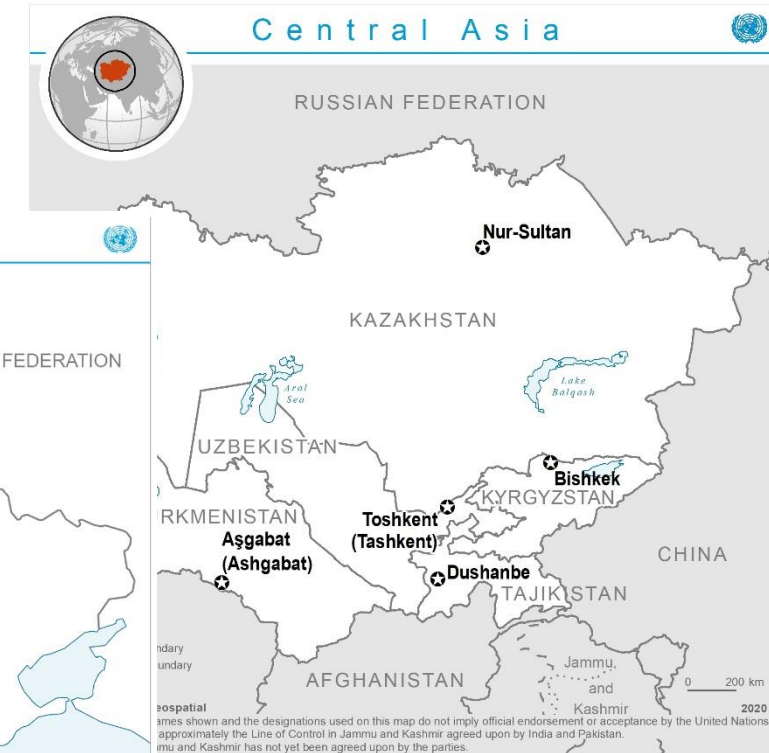 Central Asia
RUSSIAN FEDERATION
Nur-Sultan
FEDERATION
KAZAKHSTAN
Aral
Sea
Lake
Balqash
UZBEKISTAN
Bishkek
KYRGYZSTAN
RKMENISTAN
Toshkent
(Tashkent)
Aşgabat
(Ashgabat)
CHINA
Dushanbe
TAJIKISTAN
ndary
undary
AFGHANISTAN
Jammu
and
Kashmir
0 200 km
eospatial
2020
ames shown and the designations used on this map do not imply official endorsement or acceptance by the United Nations
approximately the Line of Control in Jammu and Kashmir agreed upon by India and Pakistan.
mmu and Kashmir has not yet been agreed upon by the parties.